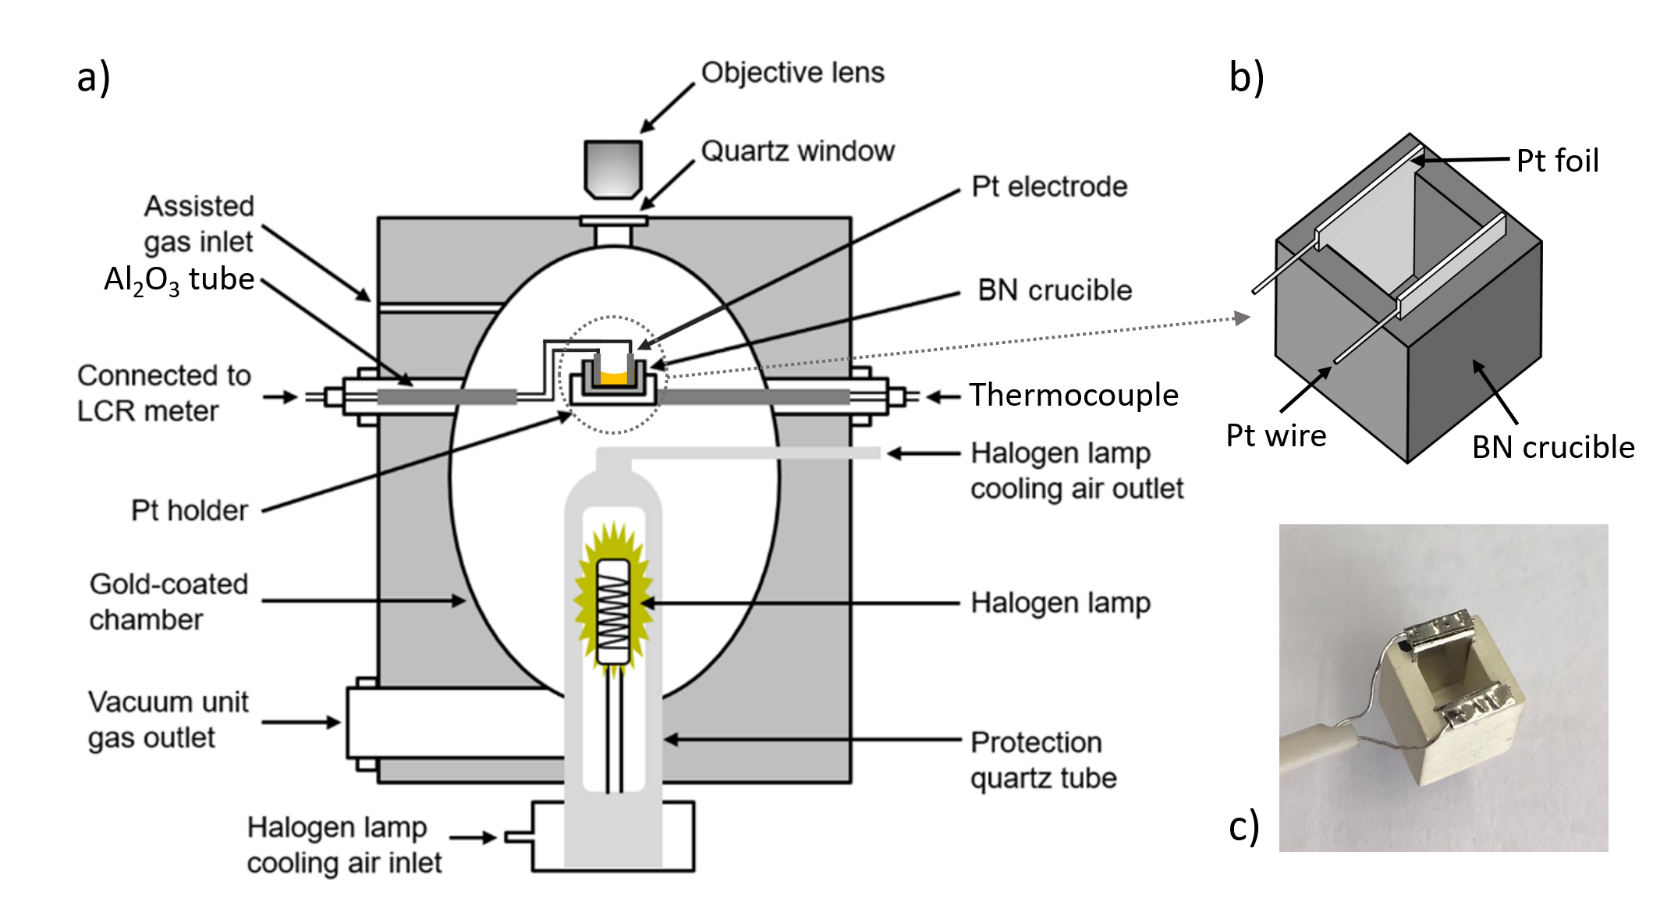 a)
Objective lens
Quartz window
Pt electrode
BN crucible
Assisted
gas inlet
Al₂O₃ tube
Connected to
LCR meter
Thermocouple
Halogen lamp
cooling air outlet
Pt holder
Gold-coated
chamber
Halogen lamp
Vacuum unit
gas outlet
Protection
quartz tube
Halogen lamp
cooling air inlet
b)
Pt foil
Pt wire
BN crucible
c)